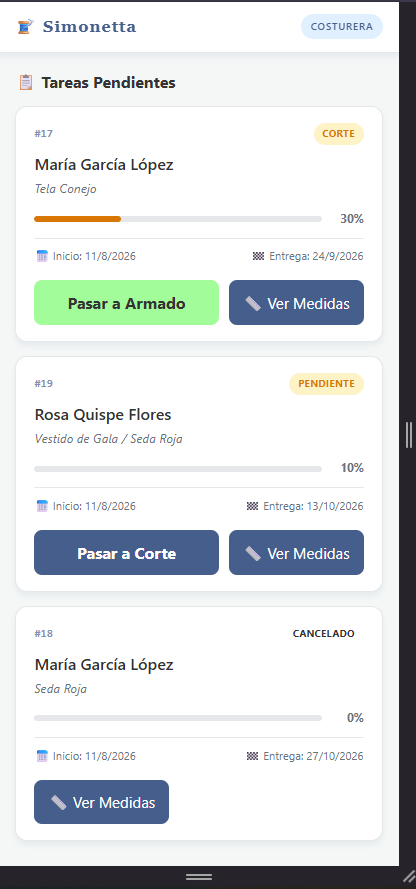 Simonetta COSTURERA
Tareas Pendientes
#17 CORTE
María García López
Tela Conejo
30%
Inicio: 11/8/2026 Entrega: 24/9/2026
Pasar a Armado Ver Medidas
#19 PENDIENTE
Rosa Quispe Flores
Vestido de Gala / Seda Roja
10%
Inicio: 11/8/2026 Entrega: 13/10/2026
Pasar a Corte Ver Medidas
#18 CANCELADO
María García López
Seda Roja
0%
Inicio: 11/8/2026 Entrega: 27/10/2026
Ver Medidas